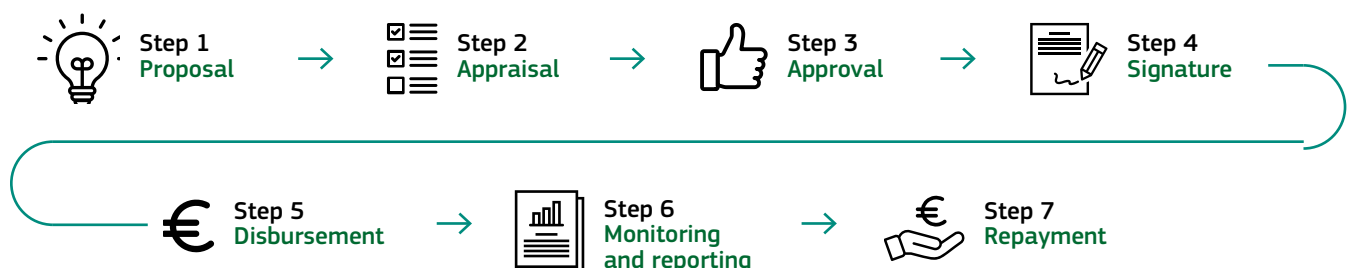 Step 1
Proposal
Step 2
Appraisal
Step 3
Approval
Step 4
Signature
Step 5
Disbursement
Step 6
Monitoring
and reporting
Step 7
Repayment